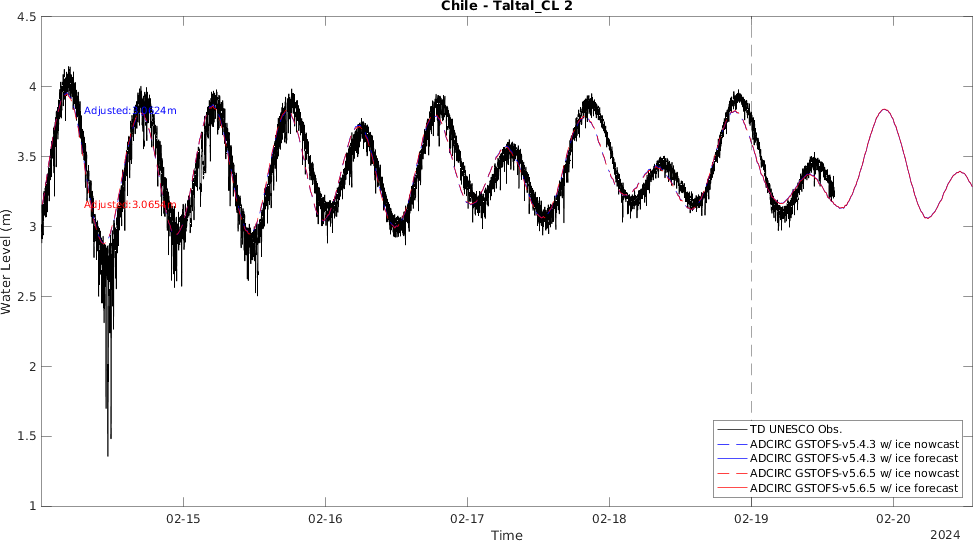 Chile - Taltal_CL 2
4.5
4
3.5
3
2.5
2
1.5
1
Water Level (m)
Adjusted: 24m
Adjusted:3.065 m
02-15
02-16
02-17
02-18
02-19
02-20
Time
2024
TD UNESCO Obs.
ADCIRC GSTOFS-v5.4.3 w/ ice nowcast
ADCIRC GSTOFS-v5.4.3 w/ ice forecast
ADCIRC GSTOFS-v5.6.5 w/ ice nowcast
ADCIRC GSTOFS-v5.6.5 w/ ice forecast